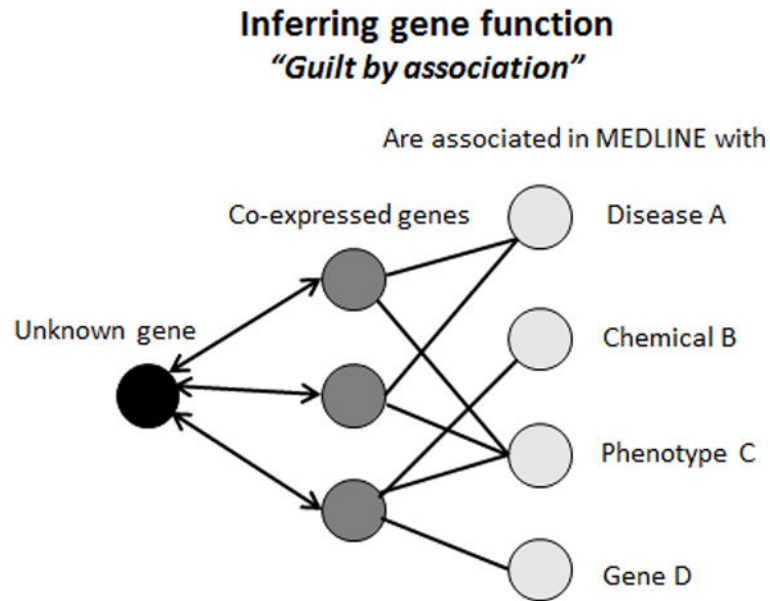 Inferring gene function
“Guilt by association”
Are associated in MEDLINE with
Co-expressed genes
Disease A
Unknown gene
Chemical B
Phenotype C
Gene D